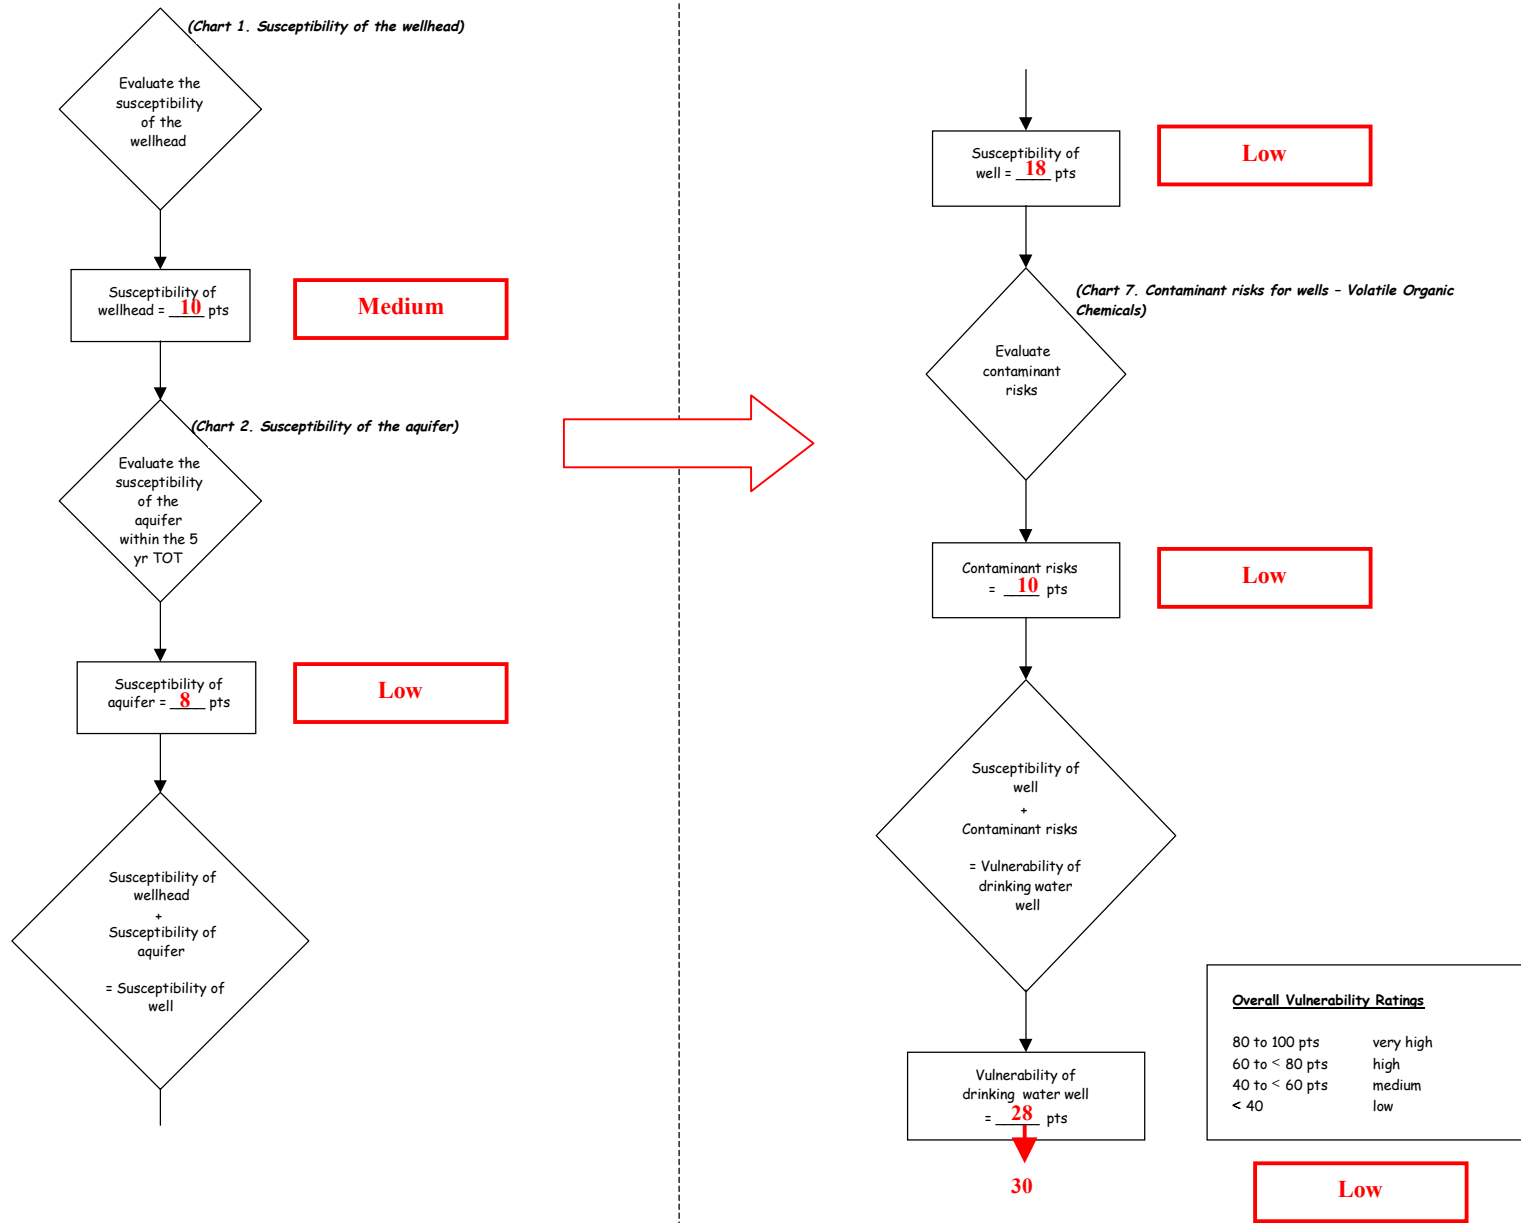 (Chart 1. Susceptibility of the wellhead)
Evaluate the
susceptibility
of the
wellhead
Susceptibility of
wellhead = 10 pts
Medium
(Chart 2. Susceptibility of the aquifer)
Evaluate the
susceptibility
of the
aquifer
within the 5
yr TOT
Susceptibility of
aquifer = 8 pts
Low
Susceptibility of
wellhead
+
Susceptibility of
aquifer
= Susceptibility of
well
Susceptibility of
well = 18 pts
Low
(Chart 7. Contaminant risks for wells – Volatile Organic
Chemicals)
Evaluate
contaminant
risks
Contaminant risks
= 10 pts
Low
Susceptibility of
well
+
Contaminant risks
= Vulnerability of
drinking water
well
Vulnerability of
drinking water well
= 28 pts
30
Overall Vulnerability Ratings
80 to 100 pts very high
60 to < 80 pts high
40 to < 60 pts medium
< 40 low
Low